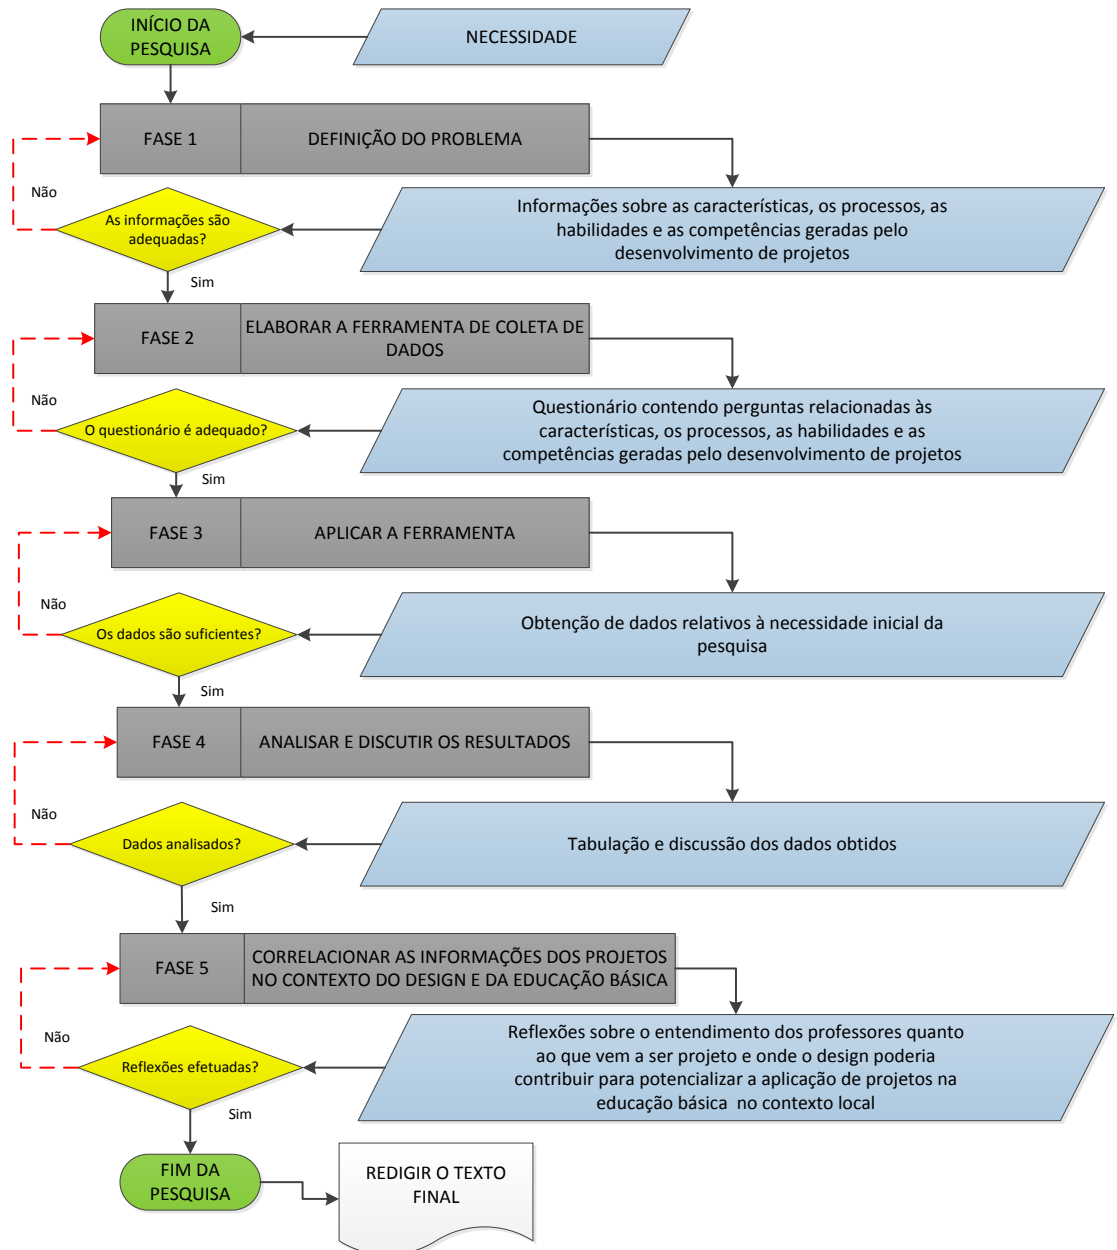 INÍCIO DA
PESQUISA
NECESSIDADE
FASE 1
DEFINIÇÃO DO PROBLEMA
Não
As informações são
adequadas?
Informações sobre as características, os processos, as
habilidades e as competências geradas pelo
desenvolvimento de projetos
Sim
FASE 2
ELABORAR A FERRAMENTA DE COLETA DE
DADOS
Não
O questionário é adequado?
Questionário contendo perguntas relacionadas às
características, os processos, as habilidades e as
competências geradas pelo desenvolvimento de projetos
Sim
FASE 3
APLICAR A FERRAMENTA
Não
Os dados são suficientes?
Obtenção de dados relativos à necessidade inicial da
pesquisa
Sim
FASE 4
ANALISAR E DISCUTIR OS RESULTADOS
Não
Dados analisados?
Tabulação e discussão dos dados obtidos
Sim
FASE 5
CORRELACIONAR AS INFORMAÇÕES DOS PROJETOS
NO CONTEXTO DO DESIGN E DA EDUCAÇÃO BÁSICA
Não
Reflexões efetuadas?
Reflexões sobre o entendimento dos professores quanto
ao que vem a ser projeto e onde o design poderia
contribuir para potencializar a aplicação de projetos na
educação básica no contexto local
Sim
FIM DA
PESQUISA
REDIGIR O TEXTO
FINAL